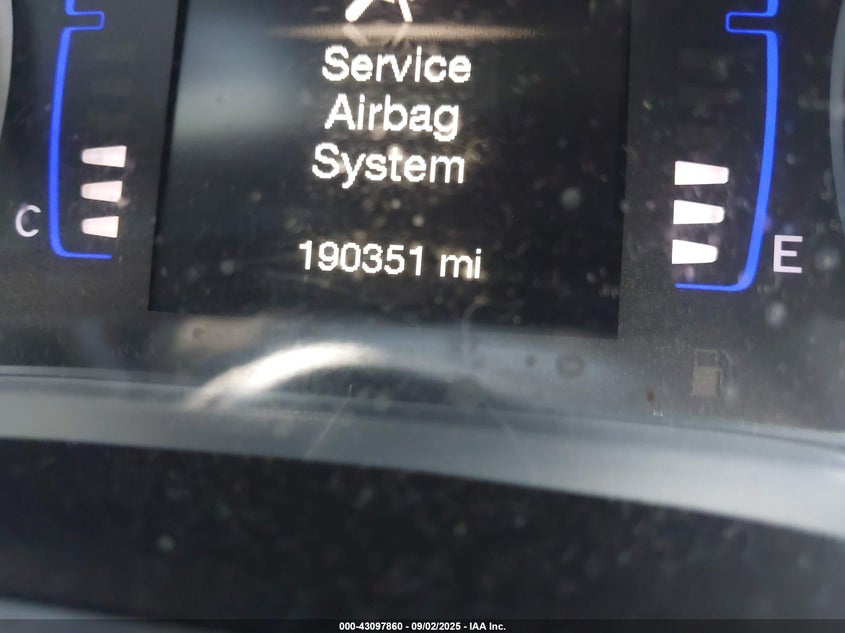 Service
Airbag
System
C
190351 mi
E
000-43097860 - 09/02/2025 - IAA Inc.